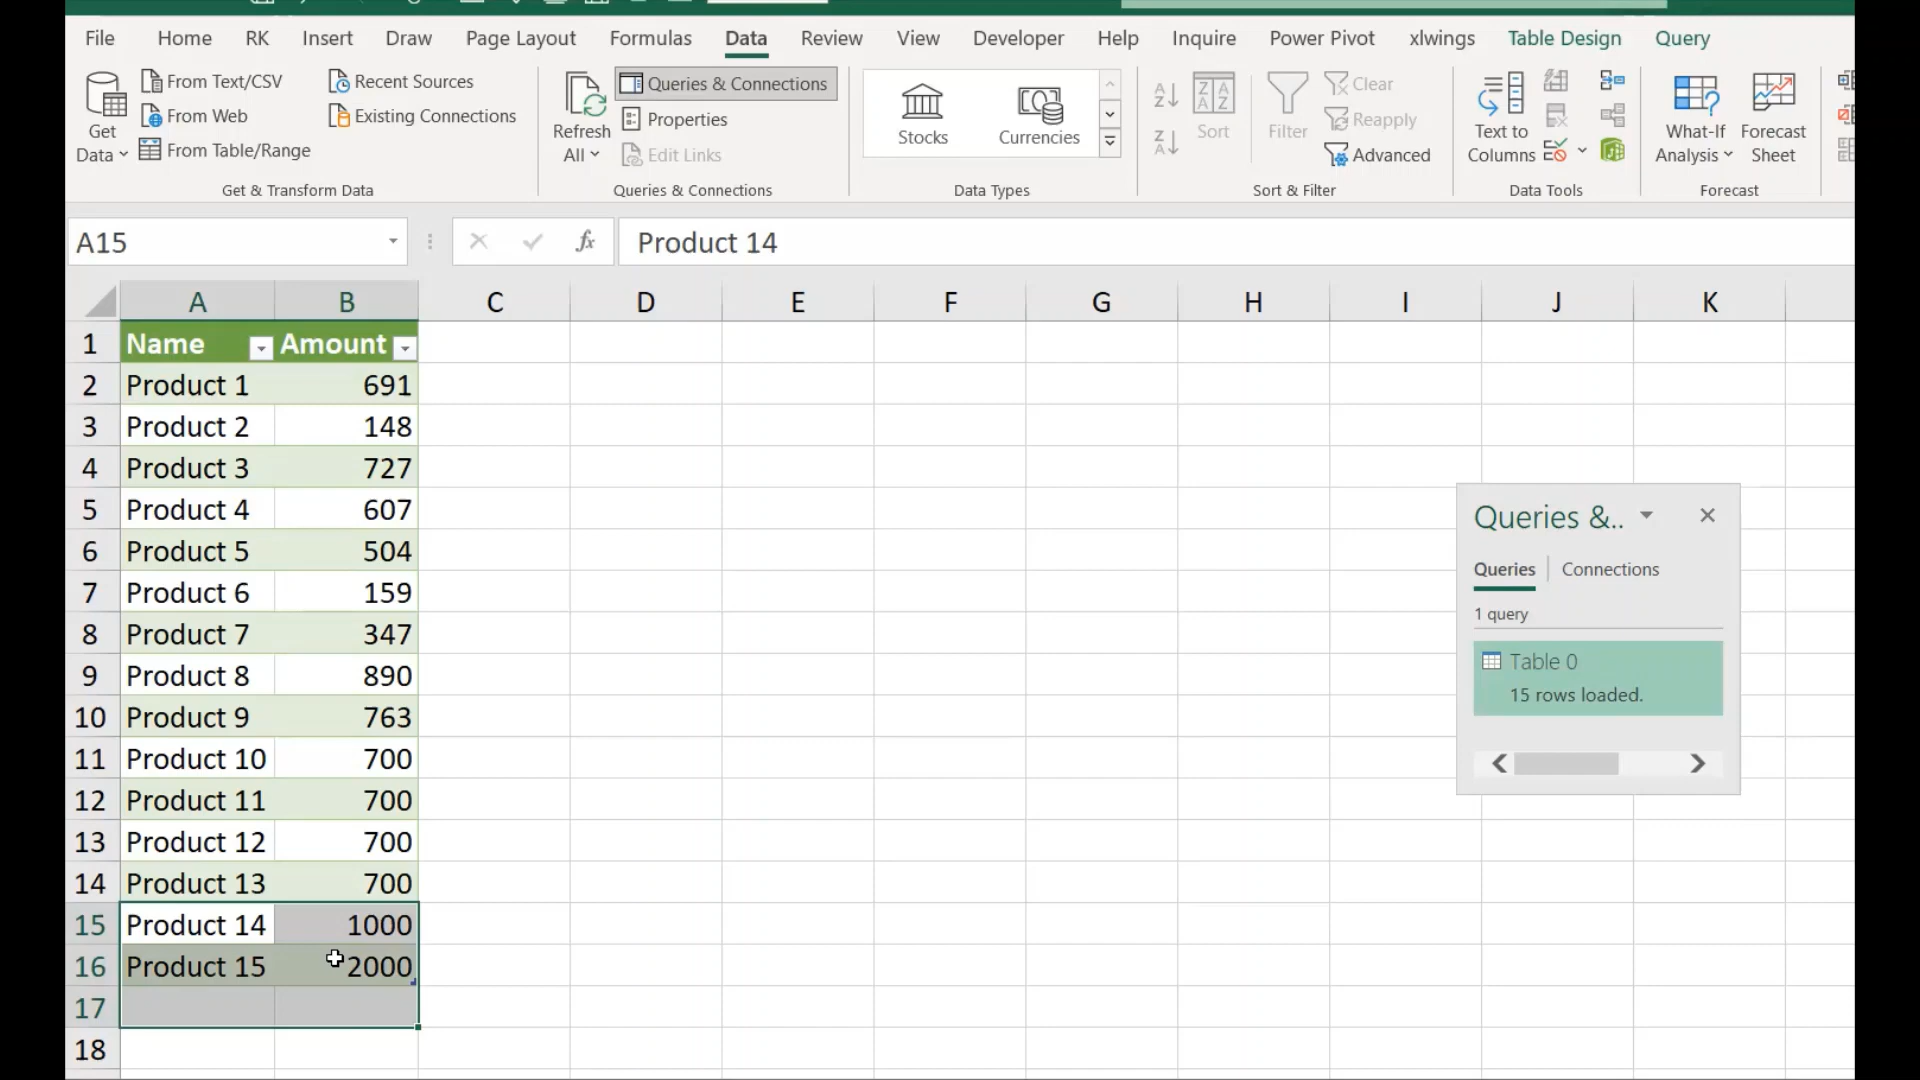 File Home RK Insert Draw Page Layout Formulas Data Review View Developer Help Inquire Power Pivot xlwings Table Design Query
Get Data
From Text/CSV
From Web
From Table/Range
Recent Sources
Existing Connections
Get & Transform Data
Refresh All
Queries & Connections
Properties
Edit Links
Queries & Connections
Stocks
Currencies
Data Types
Sort
Filter
Clear
Reapply
Advanced
Sort & Filter
Text to Columns
Data Tools
What-If Analysis
Forecast Sheet
Forecast
A15 fx Product 14
A B C D E F G H I J K
1 Name Amount
2 Product 1 691
3 Product 2 148
4 Product 3 727
5 Product 4 607
6 Product 5 504
7 Product 6 159
8 Product 7 347
9 Product 8 890
10 Product 9 763
11 Product 10 700
12 Product 11 700
13 Product 12 700
14 Product 13 700
15 Product 14 1000
16 Product 15 2000
17
18
Queries &..
Queries Connections
1 query
Table 0
15 rows loaded.